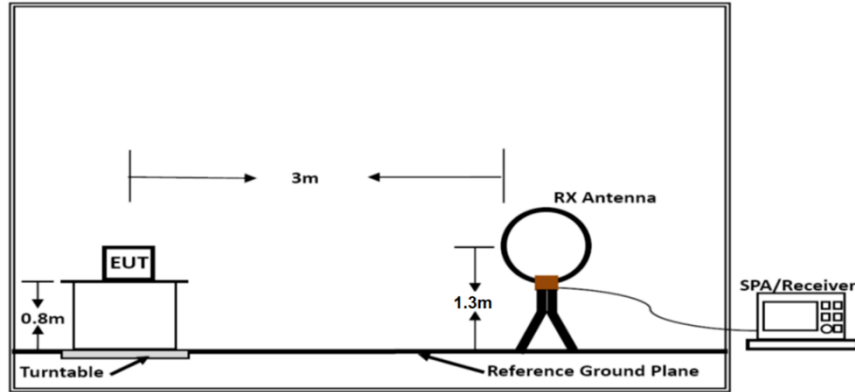 3m
RX Antenna
EUT
SPA/Receiver
0.8m
1.3m
Turntable
Reference Ground Plane